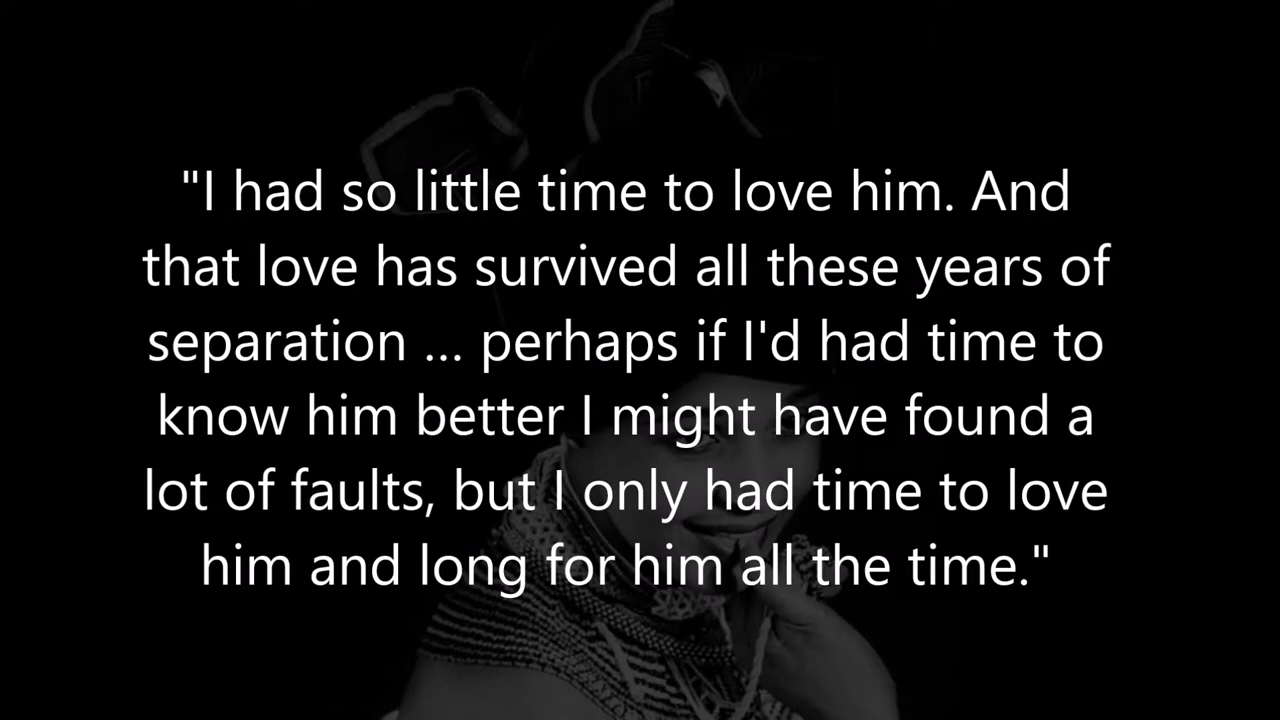 "I had so little time to love him. And
that love has survived all these years of
separation ... perhaps if I'd had time to
know him better I might have found a
lot of faults, but I only had time to love
him and long for him all the time."